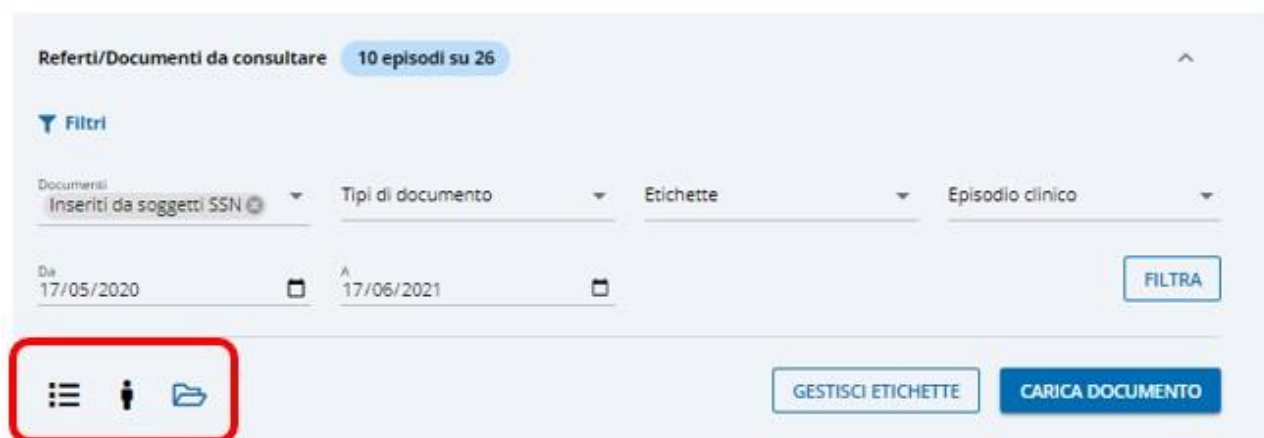 Referti/Documenti da consultare 10 episodi su 26
Filtri
Documenti
Inseriti da soggetti SSN Tipi di documento Etichette Episodio clinico
Da A
17/05/2020 17/06/2021 FILTRA
GESTISCI ETICHETTE CARICA DOCUMENTO